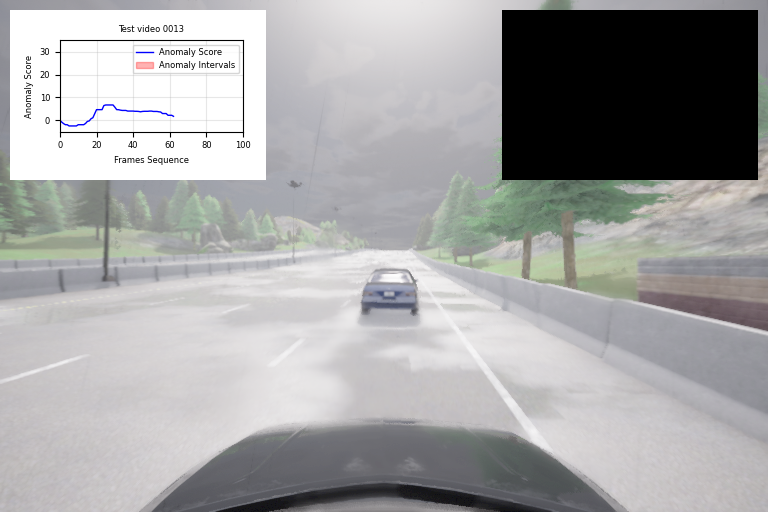 Test video 0013
Anomaly Score
Anomaly Intervals
Anomaly Score
30
20
10
0
0 20 40 60 80 100
Frames Sequence